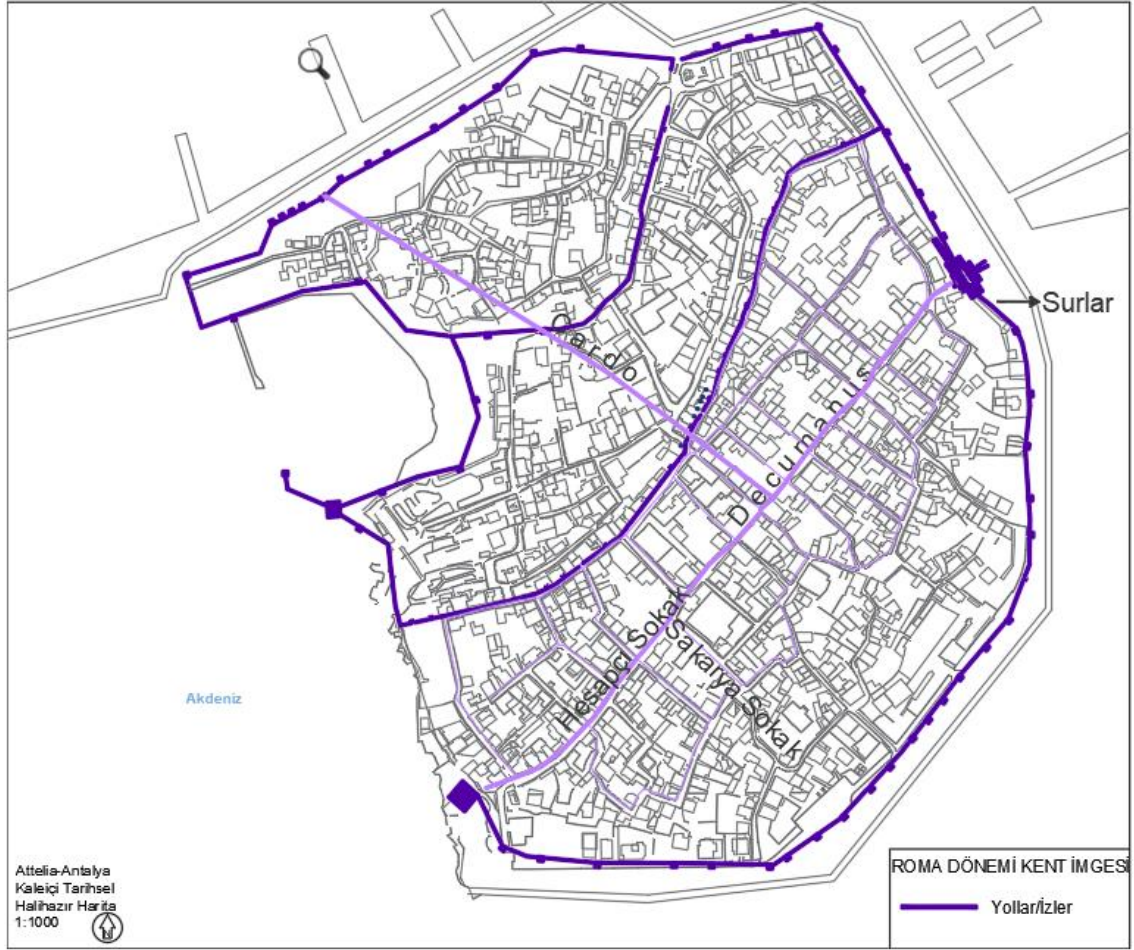 Surlar
Cardo
Decumanus
Hesapçı Sokak
Sakarya Sokak
Akdeniz
Attelia-Antalya
Kaleiçi Tarihsel
Halihazır Harita
1:1000
N
ROMA DÖNEMİ KENT İMGESİ
Yollar/İzler